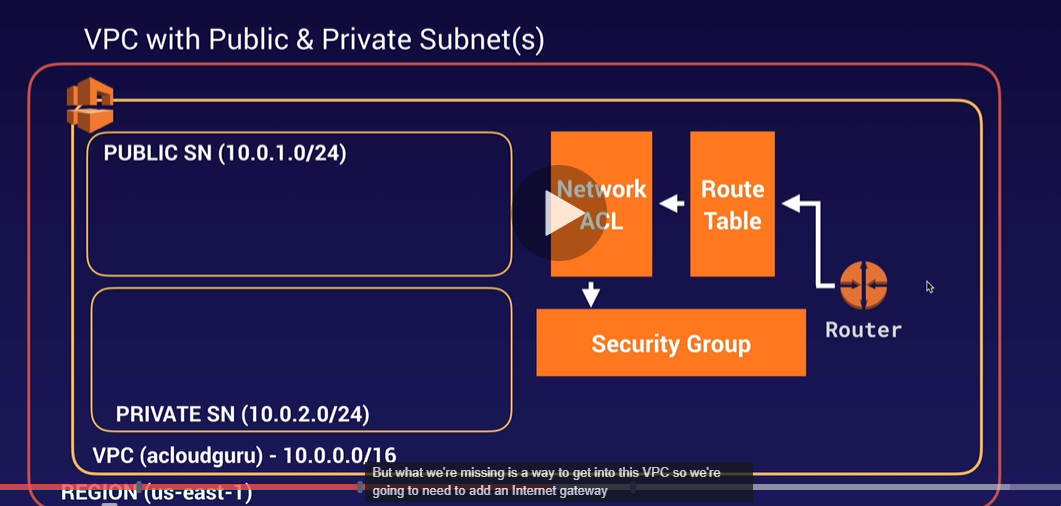 VPC with Public & Private Subnet(s)
PUBLIC SN (10.0.1.0/24)
Network
ACL
Route
Table
Router
Security Group
PRIVATE SN (10.0.2.0/24)
VPC (acloudguru) - 10.0.0.0/16
But what we're missing is a way to get into this VPC so we're
going to need to add an Internet gateway
REGION (us-east-1)